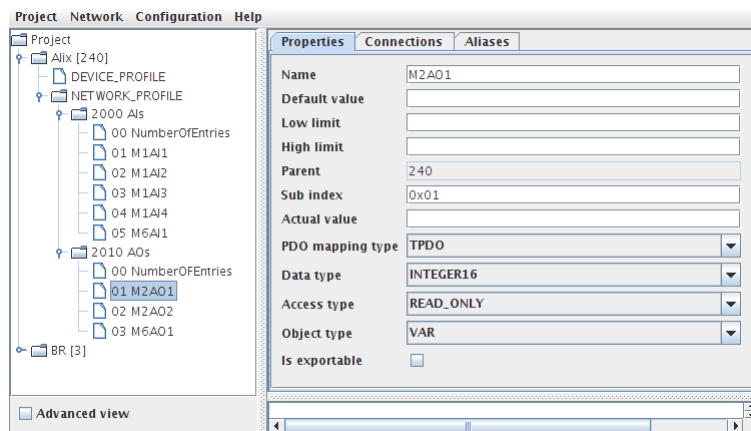 Project Network Configuration Help
Project
Alix [240]
DEVICE_PROFILE
NETWORK_PROFILE
2000 AIs
00 NumberOfEntries
01 M1AI1
02 M1AI2
03 M1AI3
04 M1AI4
05 M6AI1
2010 AOs
00 NumberOfEntries
01 M2AO1
02 M2AO2
03 M6AO1
BR [3]
Advanced view
Properties Connections Aliases
Name M2AO1
Default value
Low limit
High limit
Parent 240
Sub index 0x01
Actual value
PDO mapping type TPDO
Data type INTEGER16
Access type READ_ONLY
Object type VAR
Is exportable